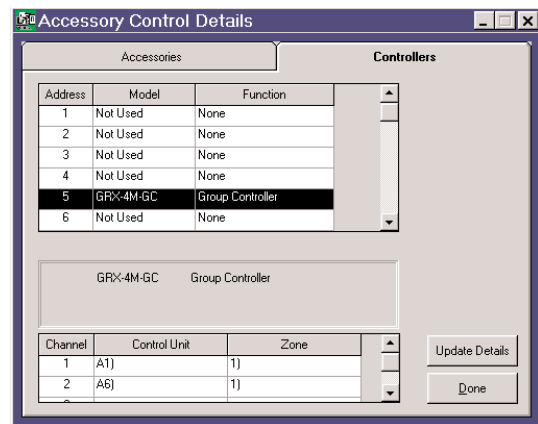 Accessory Control Details
Accessories Controllers
Address Model Function
1 Not Used None
2 Not Used None
3 Not Used None
4 Not Used None
5 GRX-4M-GC Group Controller
6 Not Used None
GRX-4M-GC Group Controller
Channel Control Unit Zone
1 A1) 1)
2 A6) 1)
Update Details
Done